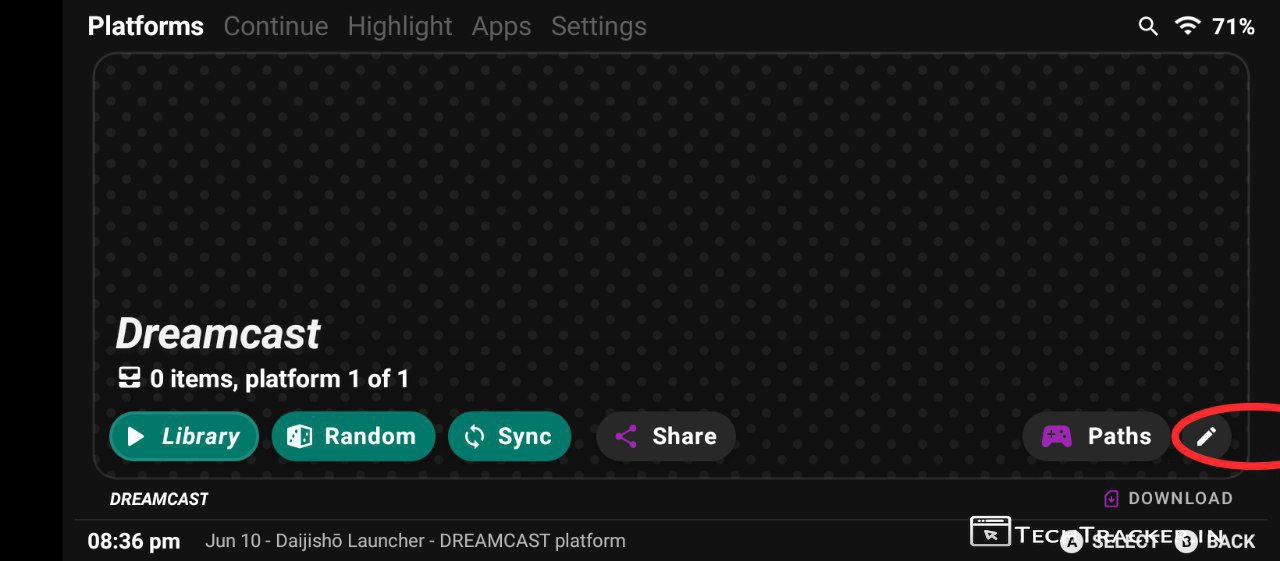 Platforms Continue Highlight Apps Settings 71%
Dreamcast
0 items, platform 1 of 1
Library Random Sync Share Paths
DREAMCAST DOWNLOAD
08:36 pm Jun 10 - Daijishō Launcher - DREAMCAST platform A SELECT B BACK
TECHTRACKER.IN